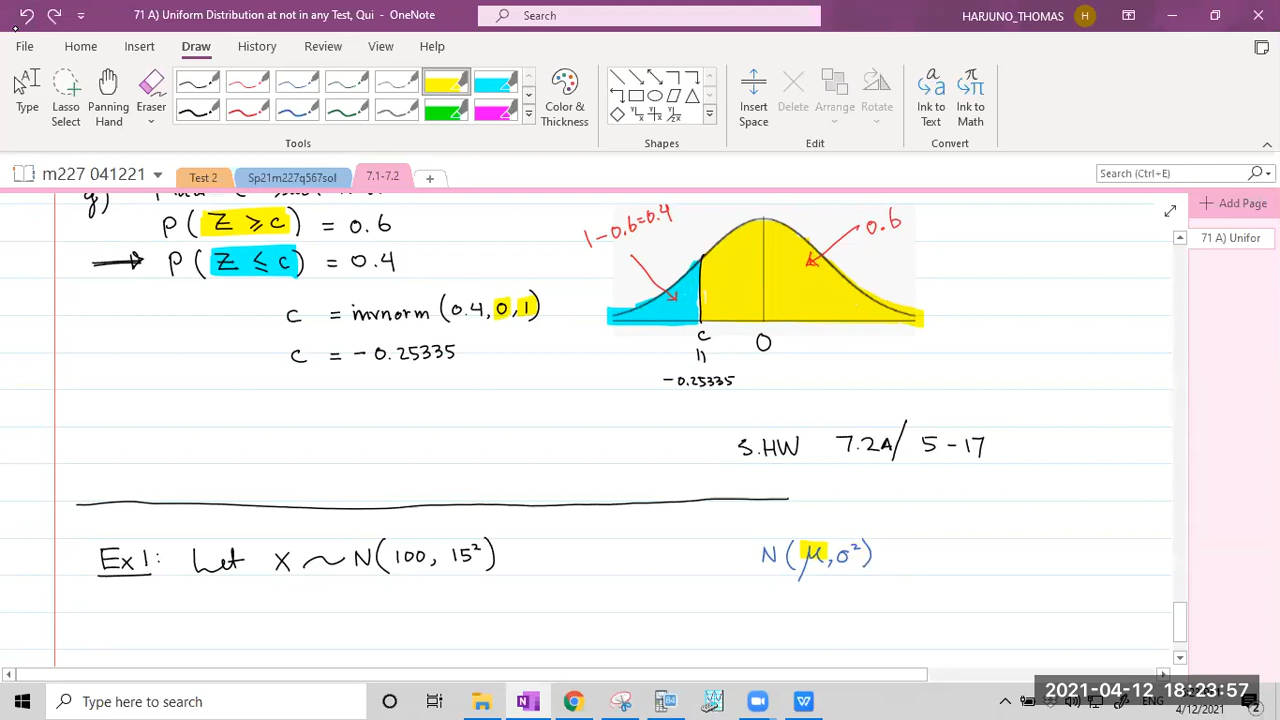 71 A) Uniform Distribution at not in any Test, Qui - OneNote
Search
HARJUNO_THOMAS
H
File Home Insert Draw History Review View Help
Type
Lasso Select
Panning Hand
Eraser
Color & Thickness
Insert Space
Delete
Arrange
Rotate
Ink to Text
Ink to Math
Tools
Shapes
Edit
Convert
m227 041221
Test 2
Sp21m227q567sol
7.1-7.2
Search (Ctrl+E)
Add Page
71 A) Unifor
P(Z ≥ c) = 0.6
P(Z ≤ c) = 0.4
c = invnorm(0.4, 0, 1)
c = -0.25335
1-0.6=0.4
0.6
c
0
-0.25335
S.HW 7.2A/ 5-17
Ex 1: Let X ~ N(100, 15²)
N(μ, σ²)
Type here to search
2021-04-12 18:23:57
4/12/2021